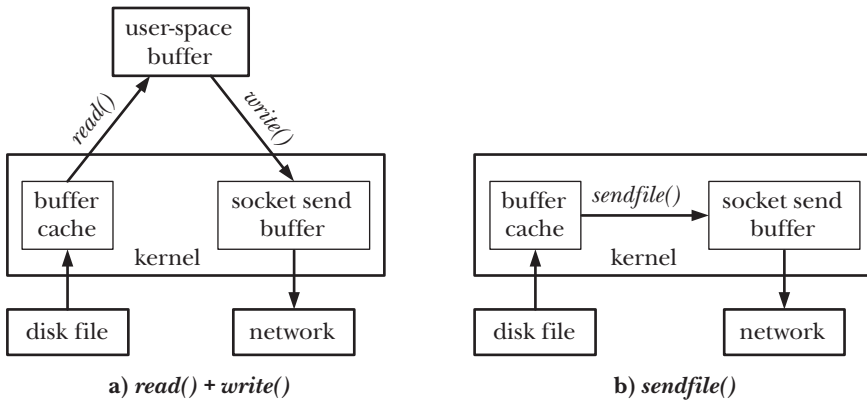 user-space
buffer
read()
write()
buffer
cache
socket send
buffer
kernel
disk file
network
a) read() + write()
buffer
cache
sendfile()
socket send
buffer
kernel
disk file
network
b) sendfile()